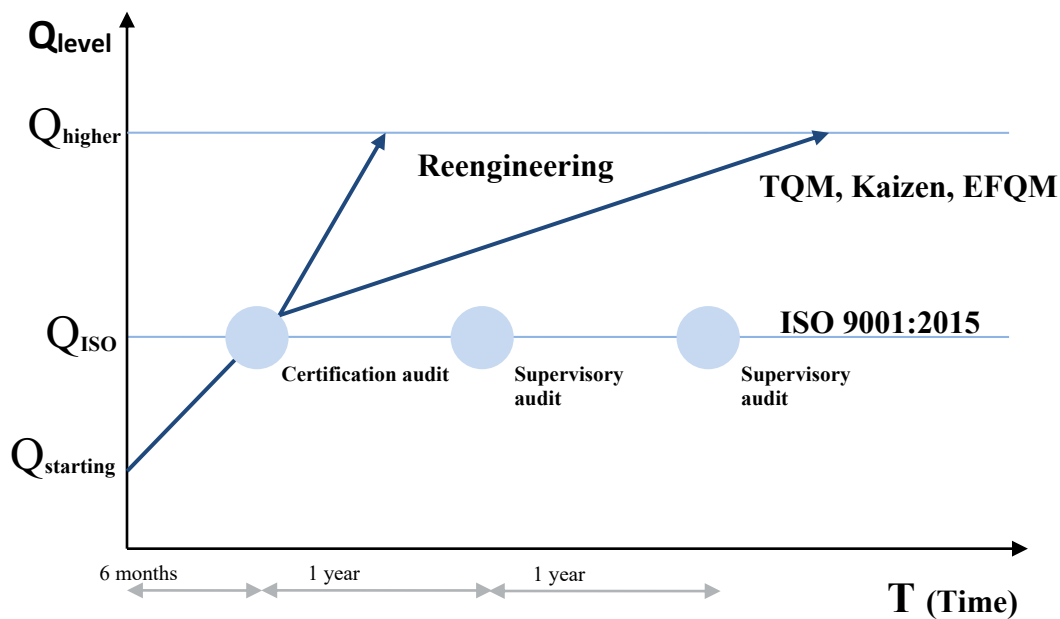 Qlevel
Qhigher
Reengineering
TQM, Kaizen, EFQM
QISO
ISO 9001:2015
Certification audit
Supervisory
audit
Supervisory
audit
Qstarting
6 months
1 year
1 year
T (Time)